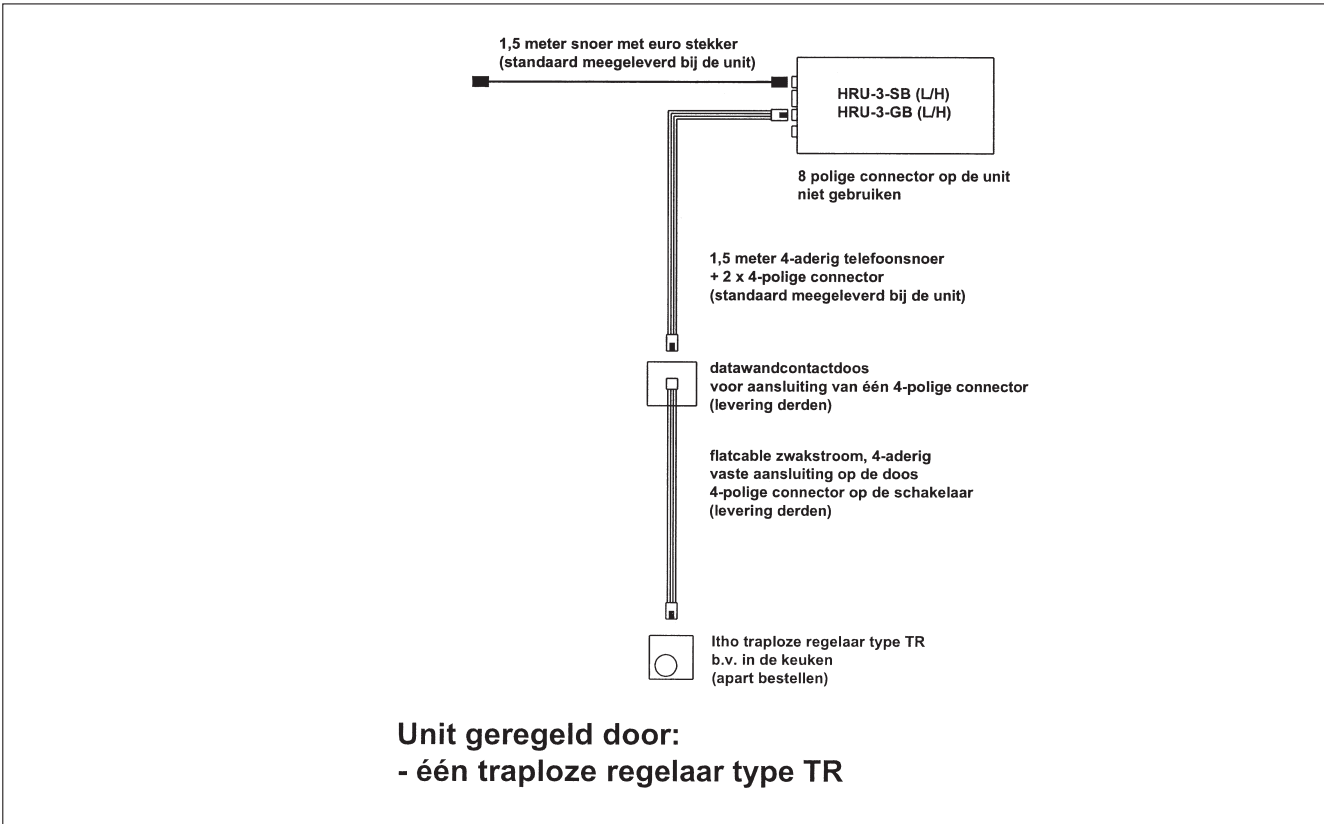 1,5 meter snoer met euro stekker
(standaard meegeleverd bij de unit)
HRU-3-SB (L/H)
HRU-3-GB (L/H)
8 polige connector op de unit
niet gebruiken
1,5 meter 4-aderig telefoonsnoer
+ 2 x 4-polige connector
(standaard meegeleverd bij de unit)
datawandcontactdoos
voor aansluiting van één 4-polige connector
(levering derden)
flatcable zwakstroom, 4-aderig
vaste aansluiting op de doos
4-polige connector op de schakelaar
(levering derden)
Itho traploze regelaar type TR
b.v. in de keuken
(apart bestellen)
Unit geregeld door:
- één traploze regelaar type TR